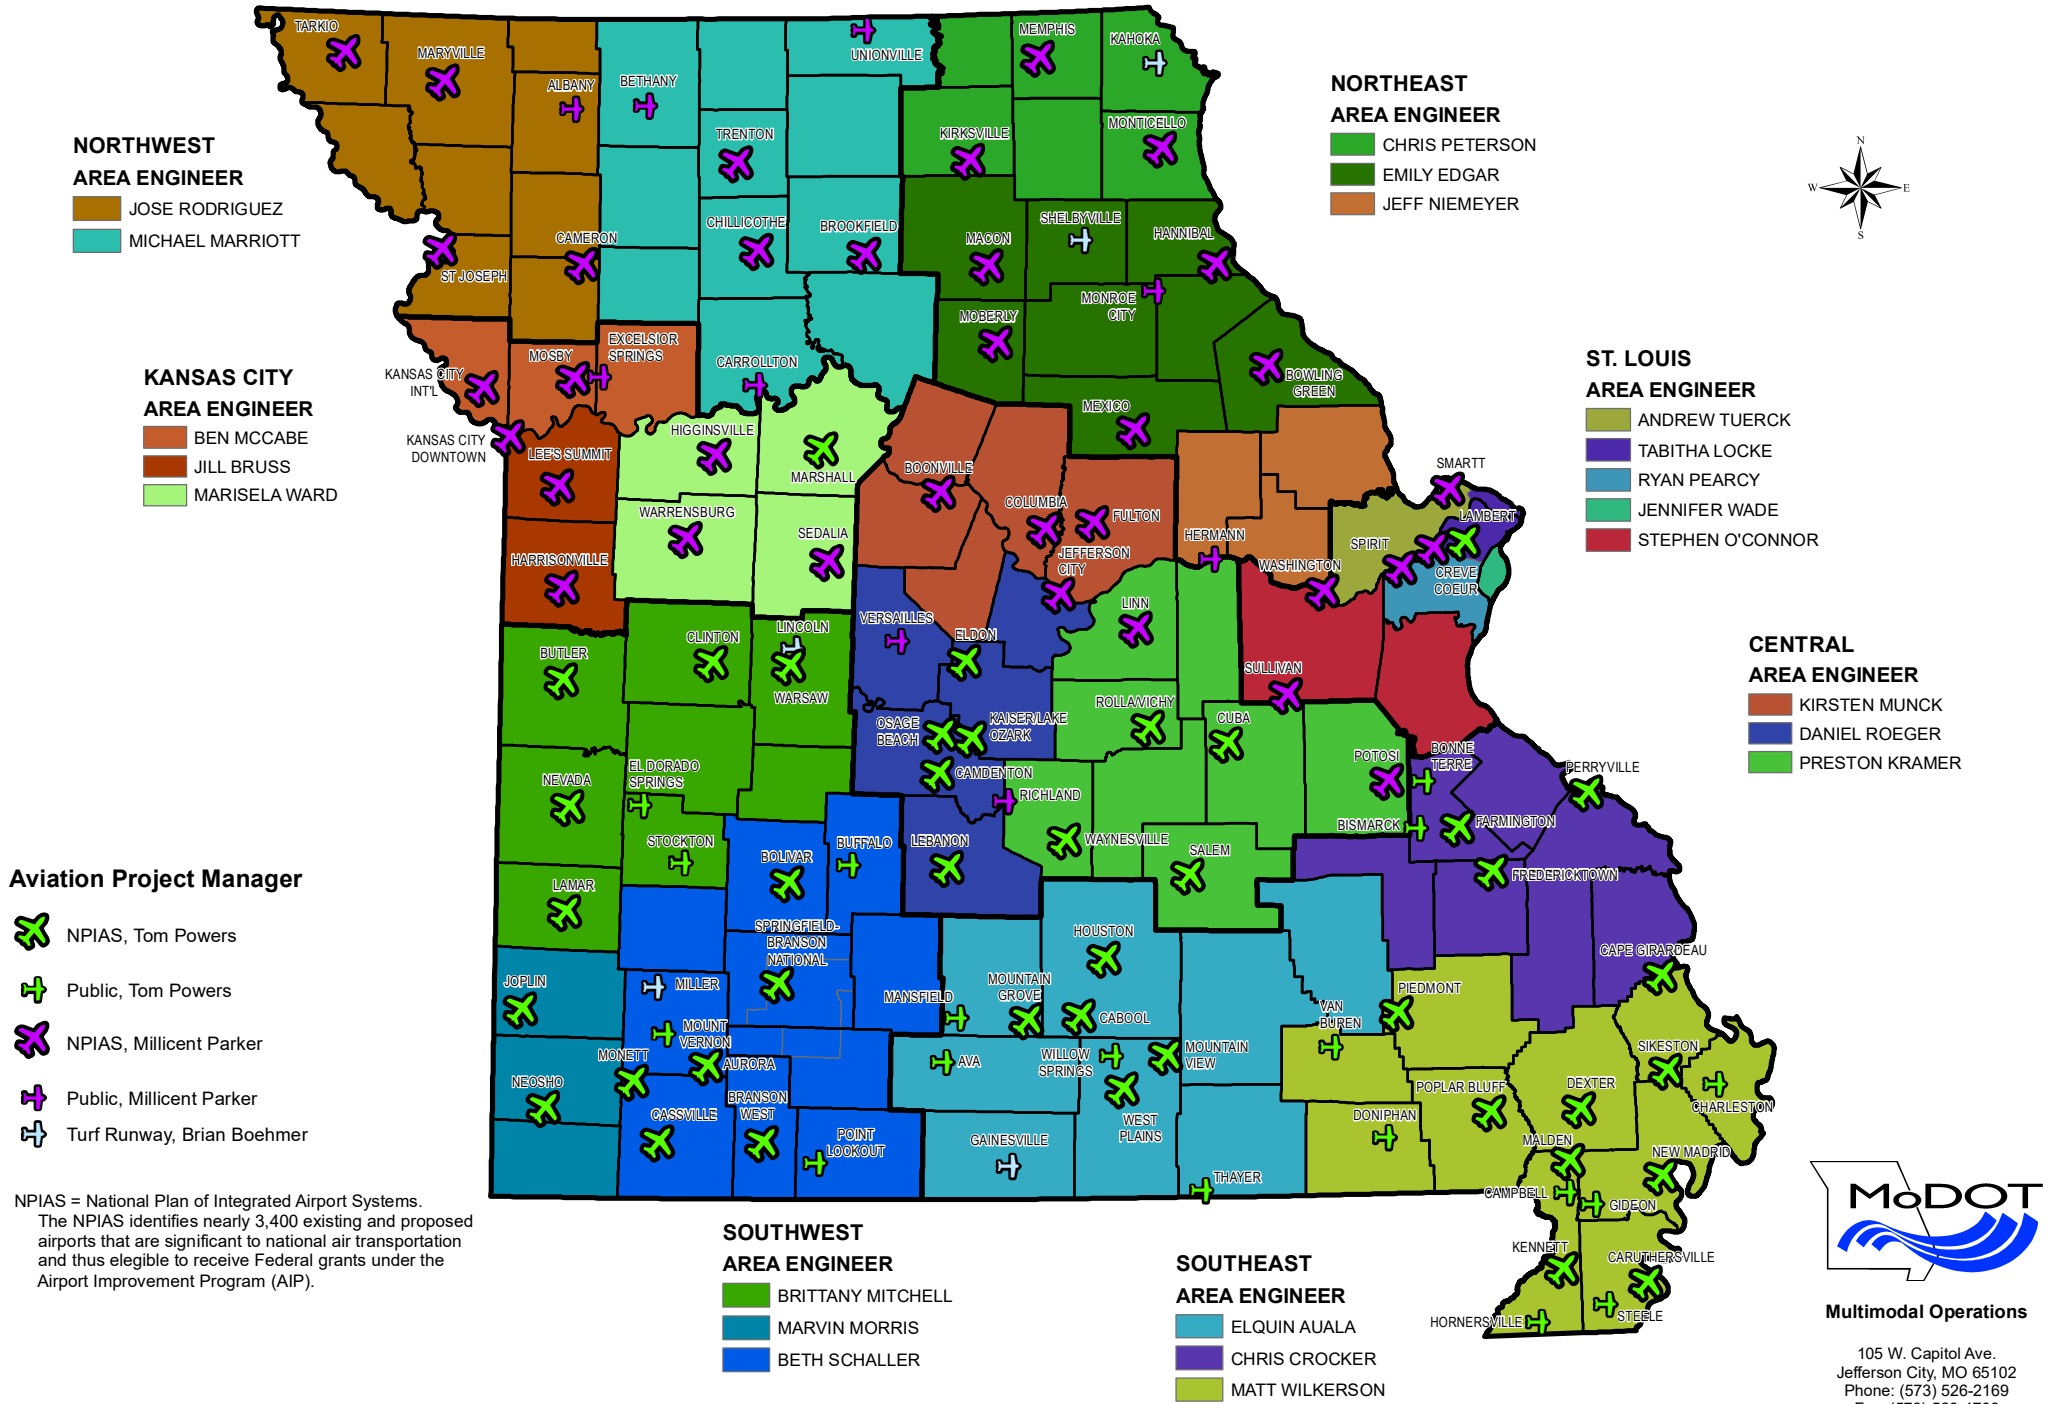 TARKIO
MARYVILLE
ALBANY
BETHANY
UNIONVILLE
MEMPHIS
KAHOKA
TRENTON
KIRKSVILLE
MONTICELLO
CHILLICOTHE
BROOKFIELD
CAMERON
ST JOSEPH
MACON
SHELBYVILLE
HANNIBAL
MONROE
CITY
MOBERLY
BOWLING
GREEN
MEXICO
KANSAS CITY
INT'L
MOSBY
EXCELSIOR
SPRINGS
CARROLLTON
KANSAS CITY
DOWNTOWN
LEE'S SUMMIT
HIGGINSVILLE
MARSHALL
WARRENSBURG
SEDALIA
HARRISONVILLE
BOONVILLE
COLUMBIA
FULTON
JEFFERSON
CITY
HERMANN
WASHINGTON
SPIRIT
SMARTT
LAMBERT
CREVE
COEUR
VERSAILLES
ELDON
LINN
SULLIVAN
BUTLER
CLINTON
LINCOLN
WARSAW
OSAGE
BEACH
KAISER/LAKE
OZARK
CAMDENTON
ROLLA/VICHY
CUBA
POTOSI
BONNE
TERRE
PERRYVILLE
NEVADA
EL DORADO
SPRINGS
RICHLAND
BISMARCK
FARMINGTON
STOCKTON
BOLIVAR
BUFFALO
LEBANON
WAYNESVILLE
SALEM
FREDERICKTOWN
LAMAR
SPRINGFIELD-
BRANSON
NATIONAL
HOUSTON
CAPE GIRARDEAU
JOPLIN
MILLER
MANSFIELD
MOUNTAIN
GROVE
CABOOL
VAN
BUREN
PIEDMONT
MOUNT
VERNON
MONETT
AURORA
AVA
WILLOW
SPRINGS
MOUNTAIN
VIEW
SIKESTON
NEOSHO
CASSVILLE
BRANSON
WEST
POINT
LOOKOUT
GAINESVILLE
WEST
PLAINS
THAYER
DONIPHAN
POPLAR BLUFF
DEXTER
CHARLESTON
MALDEN
NEW MADRID
CAMPBELL
GIDEON
KENNETT
CARUTHERSVILLE
HORNERSVILLE
STEELE
NORTHWEST
AREA ENGINEER
JOSE RODRIGUEZ
MICHAEL MARRIOTT
KANSAS CITY
AREA ENGINEER
BEN MCCABE
JILL BRUSS
MARISELA WARD
NORTHEAST
AREA ENGINEER
CHRIS PETERSON
EMILY EDGAR
JEFF NIEMEYER
N
W E
S
ST. LOUIS
AREA ENGINEER
ANDREW TUERCK
TABITHA LOCKE
RYAN PEARCY
JENNIFER WADE
STEPHEN O'CONNOR
CENTRAL
AREA ENGINEER
KIRSTEN MUNCK
DANIEL ROEGER
PRESTON KRAMER
Aviation Project Manager
NPIAS, Tom Powers
Public, Tom Powers
NPIAS, Millicent Parker
Public, Millicent Parker
Turf Runway, Brian Boehmer
NPIAS = National Plan of Integrated Airport Systems.
The NPIAS identifies nearly 3,400 existing and proposed
airports that are significant to national air transportation
and thus elegible to receive Federal grants under the
Airport Improvement Program (AIP).
SOUTHWEST
AREA ENGINEER
BRITTANY MITCHELL
MARVIN MORRIS
BETH SCHALLER
SOUTHEAST
AREA ENGINEER
ELQUIN AUALA
CHRIS CROCKER
MATT WILKERSON
MoDOT
Multimodal Operations
105 W. Capitol Ave.
Jefferson City, MO 65102
Phone: (573) 526-2169